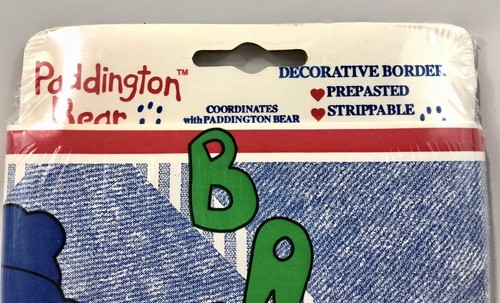 Paddington™
Bear
DECORATIVE BORDER
PREPASTED
STRIPPABLE
COORDINATES
with PADDINGTON BEAR
B
A